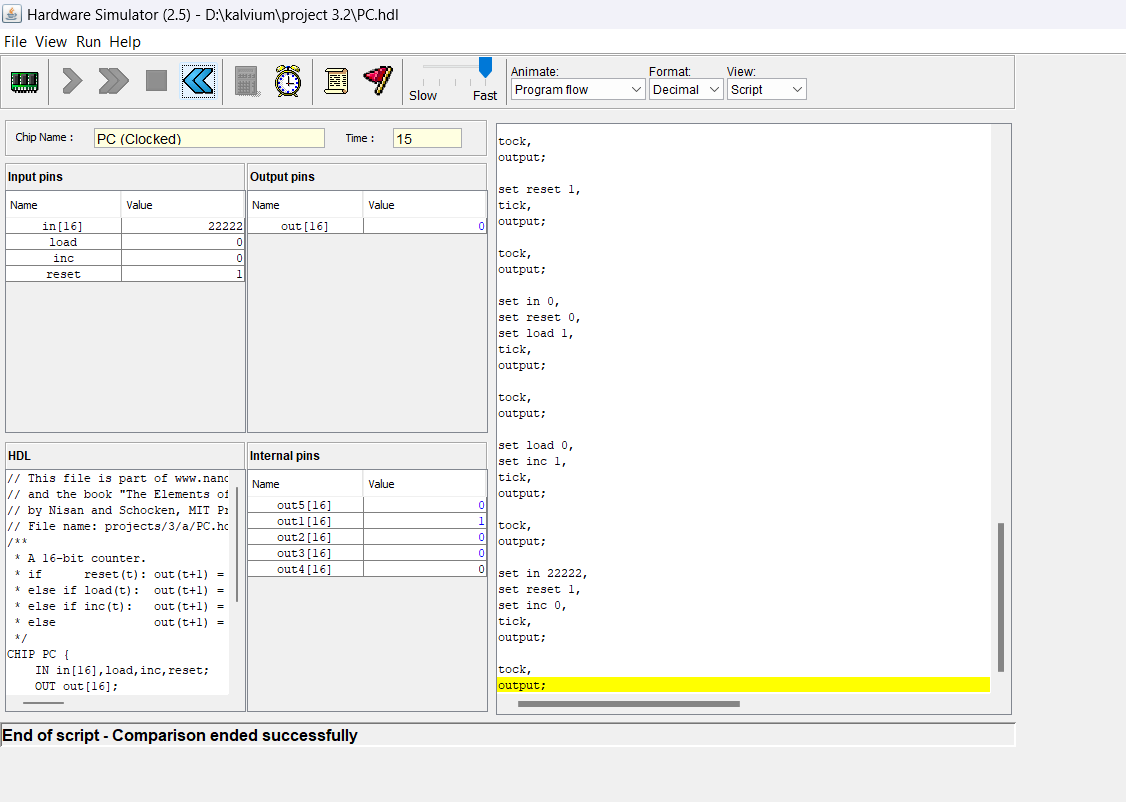 Hardware Simulator (2.5) - D:\kalvium\project 3.2\PC.hdl
File View Run Help
Slow Fast
Animate: Format: View:
Program flow Decimal Script
Chip Name : PC (Clocked) Time : 15
Input pins
Name Value
in[16] 22222
load 0
inc 0
reset 1
Output pins
Name Value
out[16] 0
HDL
// This file is part of www.nand
// and the book "The Elements of
// by Nisan and Schocken, MIT Pr
// File name: projects/3/a/PC.hd
/**
* A 16-bit counter.
* if reset(t): out(t+1) =
* else if load(t): out(t+1) =
* else if inc(t): out(t+1) =
* else out(t+1) =
*/
CHIP PC {
IN in[16],load,inc,reset;
OUT out[16];
Internal pins
Name Value
out5[16] 0
out1[16] 1
out2[16] 0
out3[16] 0
out4[16] 0
tock,
output;
set reset 1,
tick,
output;
tock,
output;
set in 0,
set reset 0,
set load 1,
tick,
output;
tock,
output;
set load 0,
set inc 1,
tick,
output;
tock,
output;
set in 22222,
set reset 1,
set inc 0,
tick,
output;
tock,
output;
End of script - Comparison ended successfully